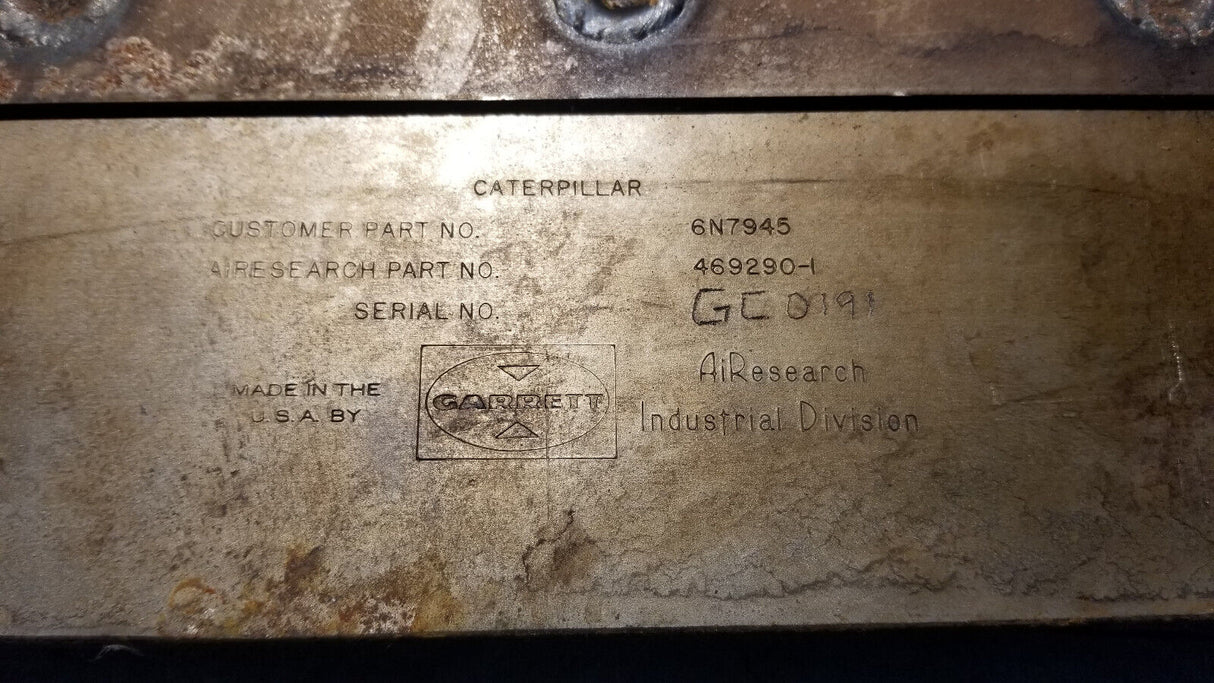 CATERPILLAR
CUSTOMER PART NO. 6N7945
AIRESEARCH PART NO. 469290-1
SERIAL NO. GC0191
MADE IN THE
U.S.A. BY
GARRETT
AiResearch
Industrial Division